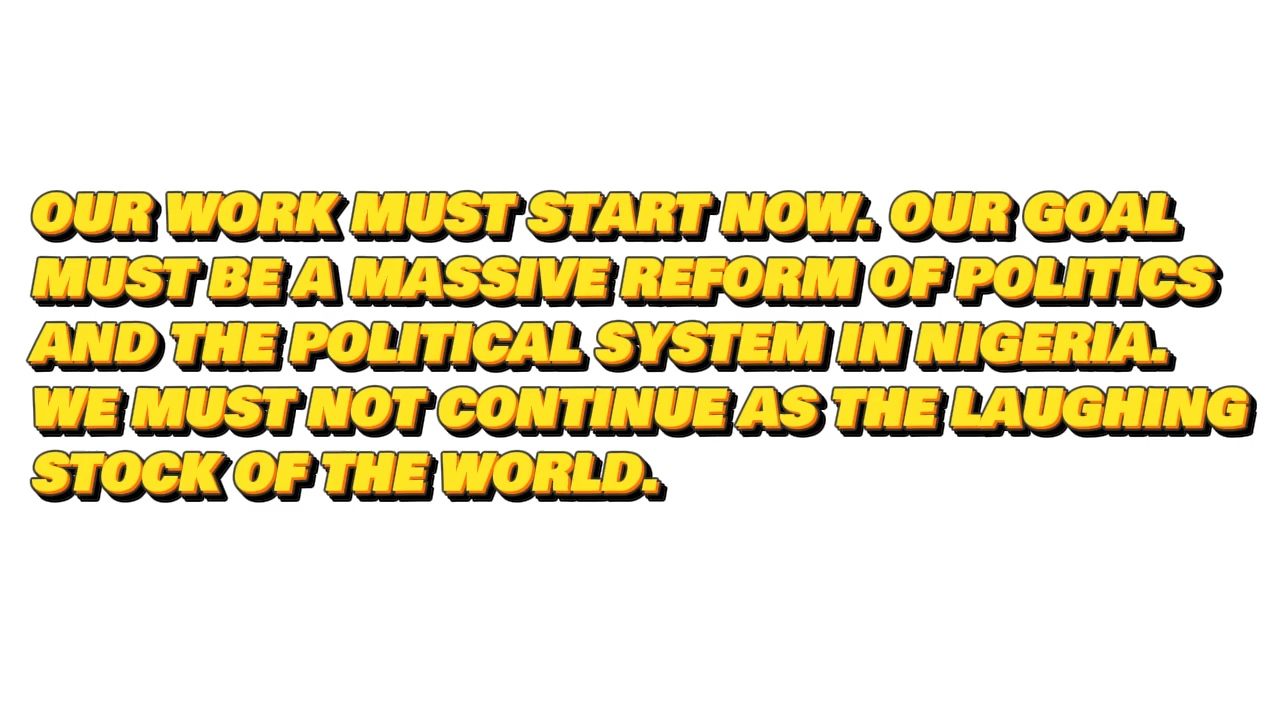 OUR WORK MUST START NOW. OUR GOAL
MUST BE A MASSIVE REFORM OF POLITICS
AND THE POLITICAL SYSTEM IN NIGERIA.
WE MUST NOT CONTINUE AS THE LAUGHING
STOCK OF THE WORLD.